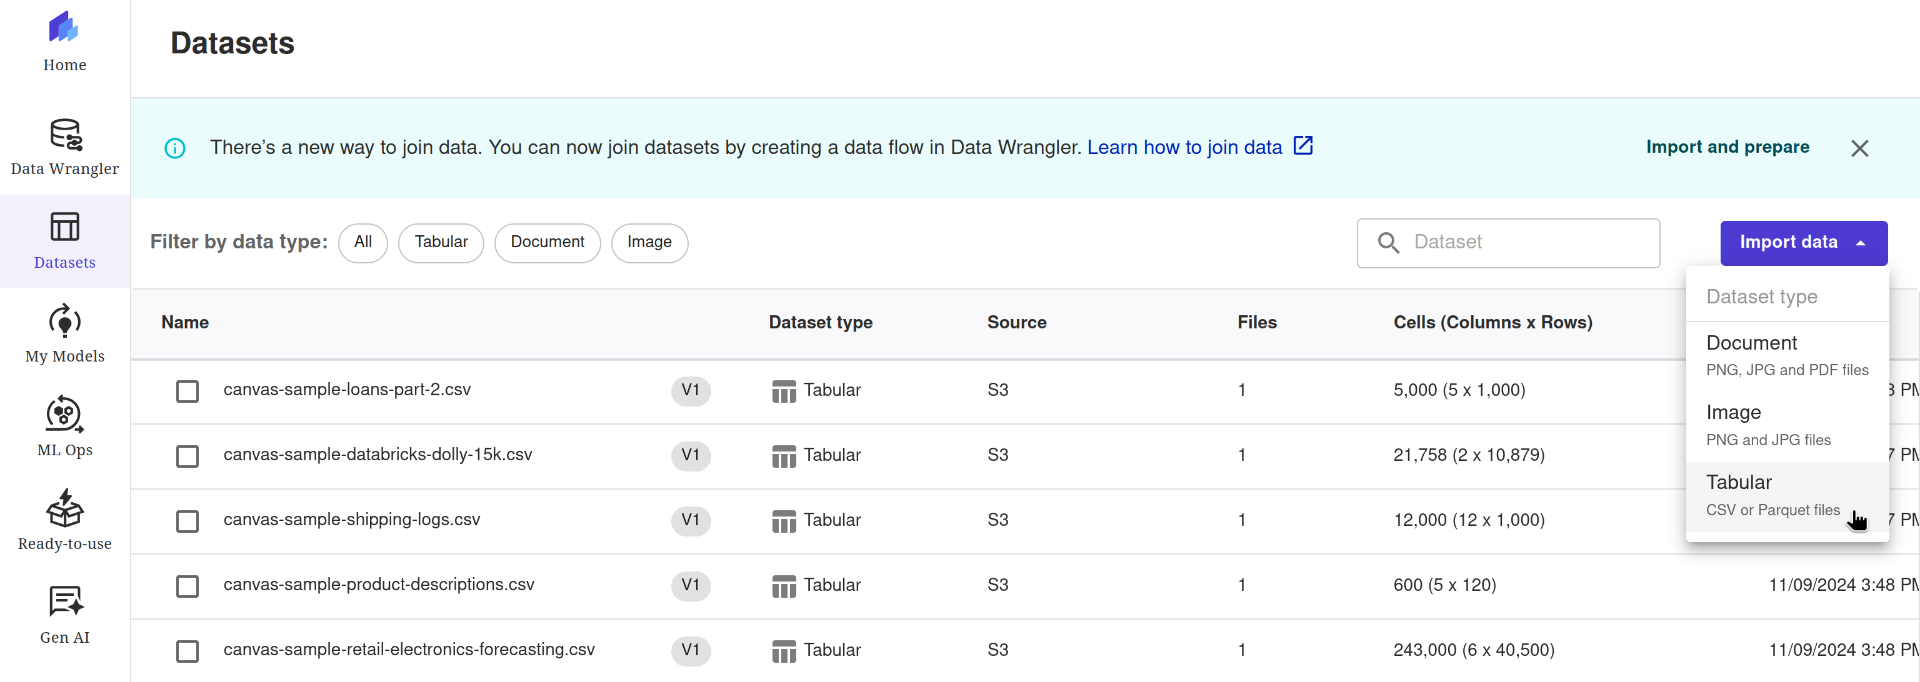 Home
Data Wrangler
Datasets
My Models
ML Ops
Ready-to-use
Gen AI
Datasets
There's a new way to join data. You can now join datasets by creating a data flow in Data Wrangler. Learn how to join data
Import and prepare
Filter by data type: All Tabular Document Image
Dataset
Import data
Dataset type
Document
PNG, JPG and PDF files
Image
PNG and JPG files
Tabular
CSV or Parquet files
Name Dataset type Source Files Cells (Columns x Rows)
canvas-sample-loans-part-2.csv V1 Tabular S3 1 5,000 (5 x 1,000)
canvas-sample-databricks-dolly-15k.csv V1 Tabular S3 1 21,758 (2 x 10,879)
canvas-sample-shipping-logs.csv V1 Tabular S3 1 12,000 (12 x 1,000)
canvas-sample-product-descriptions.csv V1 Tabular S3 1 600 (5 x 120) 11/09/2024 3:48 PM
canvas-sample-retail-electronics-forecasting.csv V1 Tabular S3 1 243,000 (6 x 40,500) 11/09/2024 3:48 PM